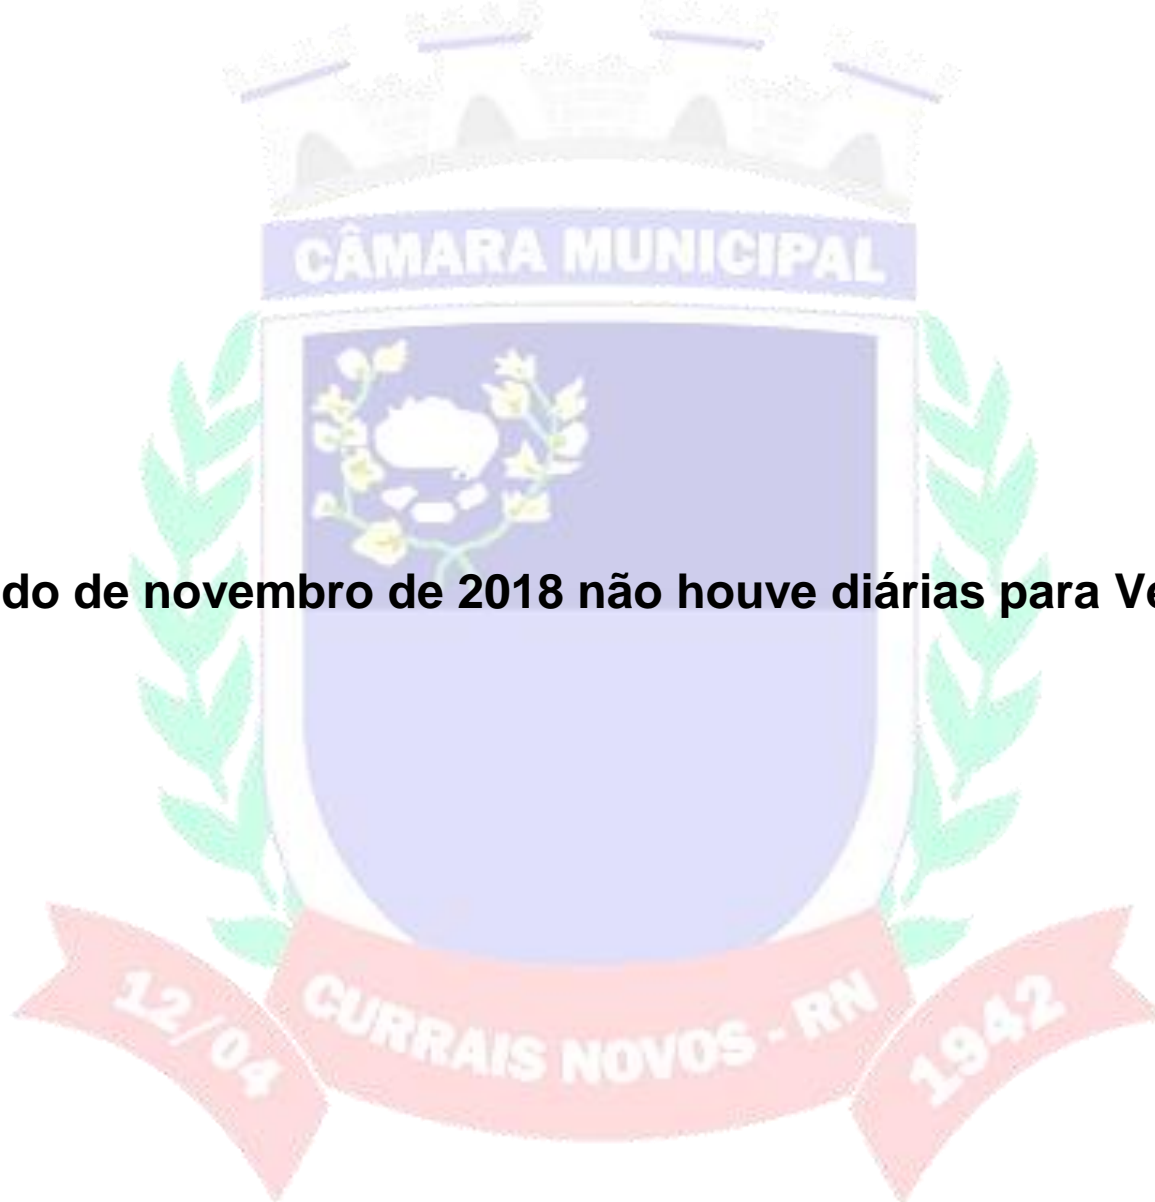 CÂMARA MUNICIPAL
do de novembro de 2018 não houve diárias para Ve
12/04
CURRAIS NOVOS - RN
1942